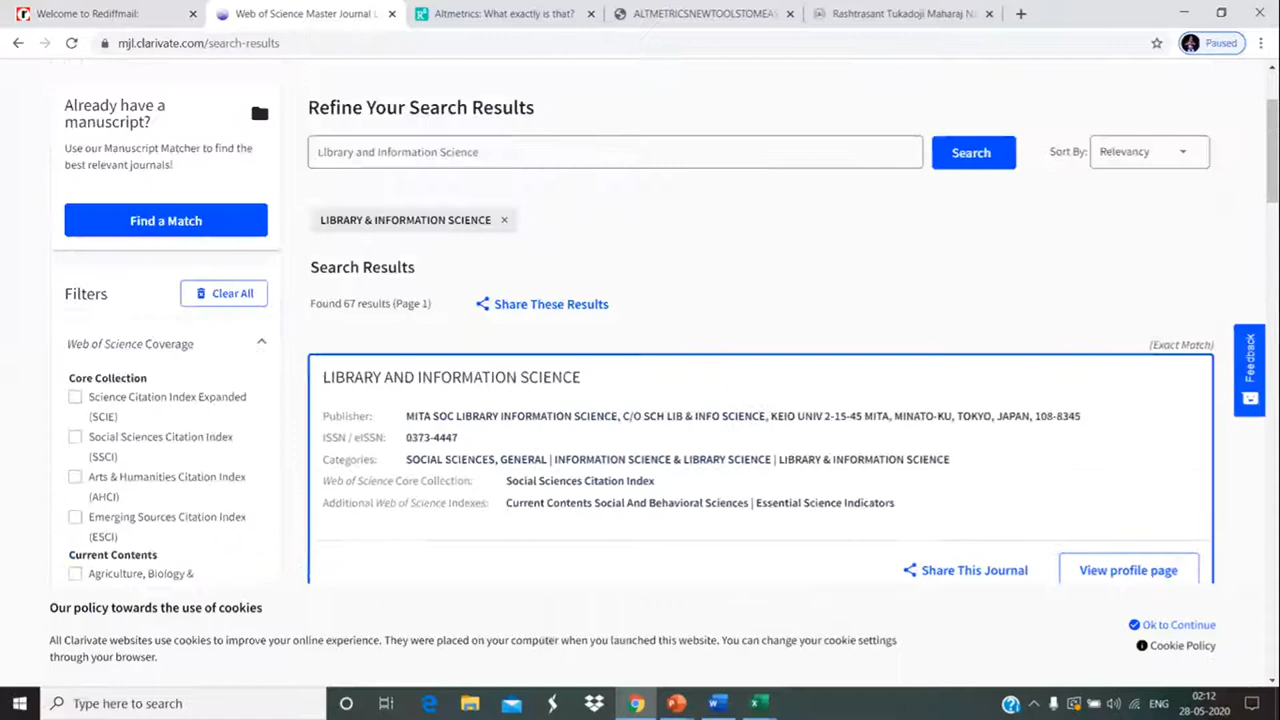 Welcome to Rediffmail:
Web of Science Master Journal L
Altmetrics: What exactly is that?
ALTMETRICSNEWTOOLSTOMEA
Rashtrasant Tukadoji Maharaj N
mjl.clarivate.com/search-results
Paused
Already have a
manuscript?
Use our Manuscript Matcher to find the
best relevant journals!
Find a Match
Filters
Clear All
Web of Science Coverage
Core Collection
Science Citation Index Expanded
(SCIE)
Social Sciences Citation Index
(SSCI)
Arts & Humanities Citation Index
(AHCI)
Emerging Sources Citation Index
(ESCI)
Current Contents
Agriculture, Biology &
Refine Your Search Results
Library and Information Science
Search
Sort By:
Relevancy
LIBRARY & INFORMATION SCIENCE
Search Results
Found 67 results (Page 1)
Share These Results
(Exact Match)
LIBRARY AND INFORMATION SCIENCE
Publisher: MITA SOC LIBRARY INFORMATION SCIENCE, C/O SCH LIB & INFO SCIENCE, KEIO UNIV 2-15-45 MITA, MINATO-KU, TOKYO, JAPAN, 108-8345
ISSN / eISSN: 0373-4447
Categories: SOCIAL SCIENCES, GENERAL | INFORMATION SCIENCE & LIBRARY SCIENCE | LIBRARY & INFORMATION SCIENCE
Web of Science Core Collection: Social Sciences Citation Index
Additional Web of Science Indexes: Current Contents Social And Behavioral Sciences | Essential Science Indicators
Share This Journal
View profile page
Feedback
Our policy towards the use of cookies
All Clarivate websites use cookies to improve your online experience. They were placed on your computer when you launched this website. You can change your cookie settings
through your browser.
Ok to Continue
Cookie Policy
Type here to search
ENG
02:12
28-05-2020